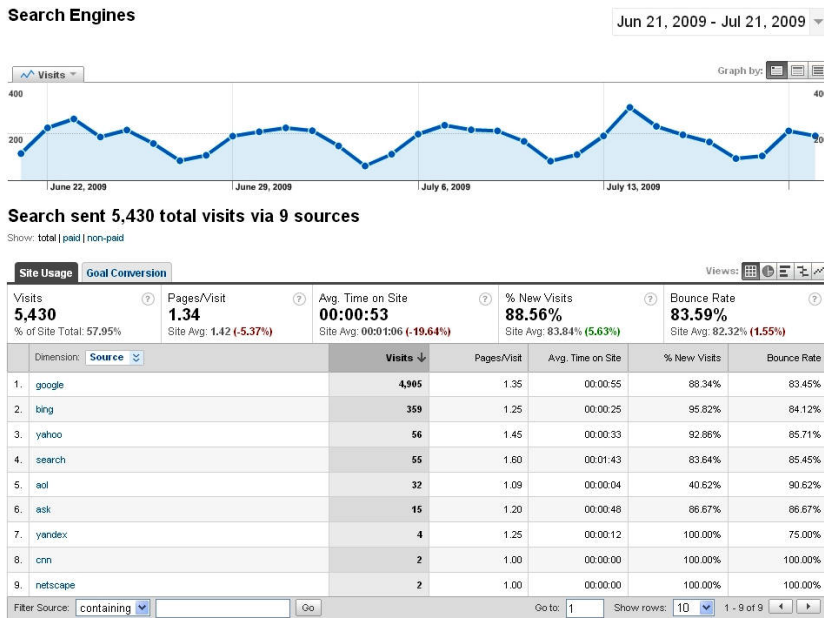 Search Engines
Jun 21, 2009 - Jul 21, 2009
Visits
Graph by:
400 40
200 20
June 22, 2009 June 29, 2009 July 6, 2009 July 13, 2009
Search sent 5,430 total visits via 9 sources
Show: total | paid | non-paid
Site Usage Goal Conversion Views:
Visits ? Pages/Visit ? Avg. Time on Site ? % New Visits ? Bounce Rate ?
5,430 1.34 00:00:53 88.56% 83.59%
% of Site Total: 57.95% Site Avg: 1.42 (-5.37%) Site Avg: 00:01:06 (-19.64%) Site Avg: 83.84% (5.63%) Site Avg: 82.32% (1.55%)
Dimension: Source Visits ↓ Pages/Visit Avg. Time on Site % New Visits Bounce Rate
1. google 4,905 1.35 00:00:55 88.34% 83.45%
2. bing 359 1.25 00:00:25 95.82% 84.12%
3. yahoo 56 1.45 00:00:33 92.86% 85.71%
4. search 55 1.60 00:01:43 83.64% 85.45%
5. aol 32 1.09 00:00:04 40.62% 90.62%
6. ask 15 1.20 00:00:48 86.67% 86.67%
7. yandex 4 1.25 00:00:12 100.00% 75.00%
8. cnn 2 1.00 00:00:00 100.00% 100.00%
9. netscape 2 1.00 00:00:00 100.00% 100.00%
Filter Source: containing Go Go to: 1 Show rows: 10 1 - 9 of 9